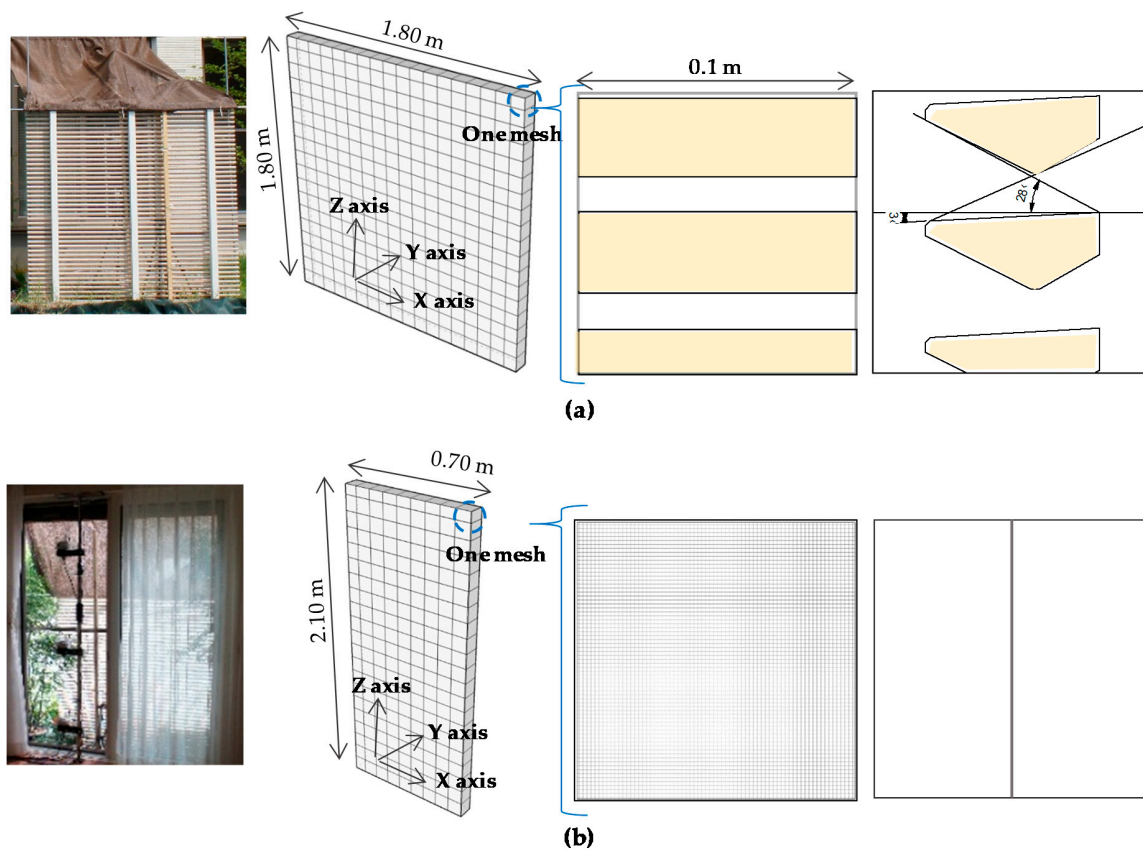 1.80 m
1.80 m
One mesh
Z axis
Y axis
X axis
0.1 m
28
3
(a)
0.70 m
2.10 m
One mesh
Z axis
Y axis
X axis
(b)